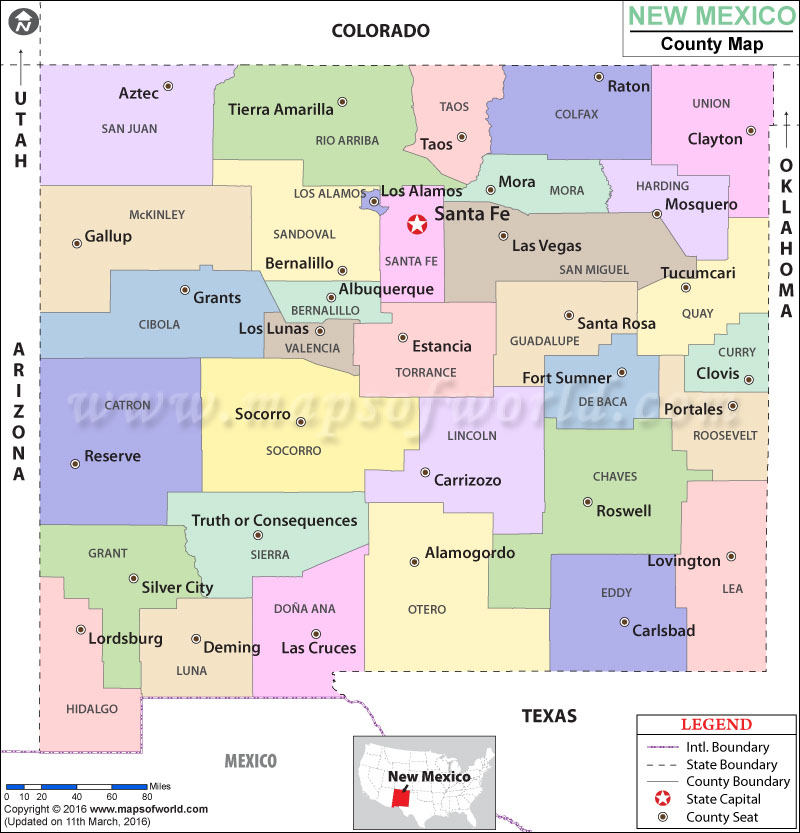 N
NEW MEXICO
County Map
COLORADO
UTAH
ARIZONA
OKLAHOMA
TEXAS
MEXICO
Aztec
SAN JUAN
Tierra Amarilla
RIO ARRIBA
TAOS
Taos
Raton
COLFAX
UNION
Clayton
McKINLEY
Gallup
LOS ALAMOS
Los Alamos
SANDOVAL
Bernalillo
Santa Fe
SANTA FE
Mora
MORA
HARDING
Mosquero
Las Vegas
SAN MIGUEL
Tucumcari
QUAY
Grants
CIBOLA
Albuquerque
BERNALILLO
Los Lunas
VALENCIA
Estancia
TORRANCE
Santa Rosa
GUADALUPE
CURRY
Clovis
Fort Sumner
DE BACA
Portales
ROOSEVELT
CATRON
Reserve
Socorro
SOCORRO
LINCOLN
Carrizozo
CHAVES
Roswell
www.mapsofworld.com
Truth or Consequences
SIERRA
GRANT
Silver City
Alamogordo
OTERO
Lovington
LEA
EDDY
Carlsbad
Lordsburg
HIDALGO
Deming
LUNA
DOÑA ANA
Las Cruces
New Mexico
LEGEND
Intl. Boundary
State Boundary
County Boundary
State Capital
County Seat
Miles
0 10 20 40 60 80
Copyright © 2016 www.mapsofworld.com
(Updated on 11th March, 2016)